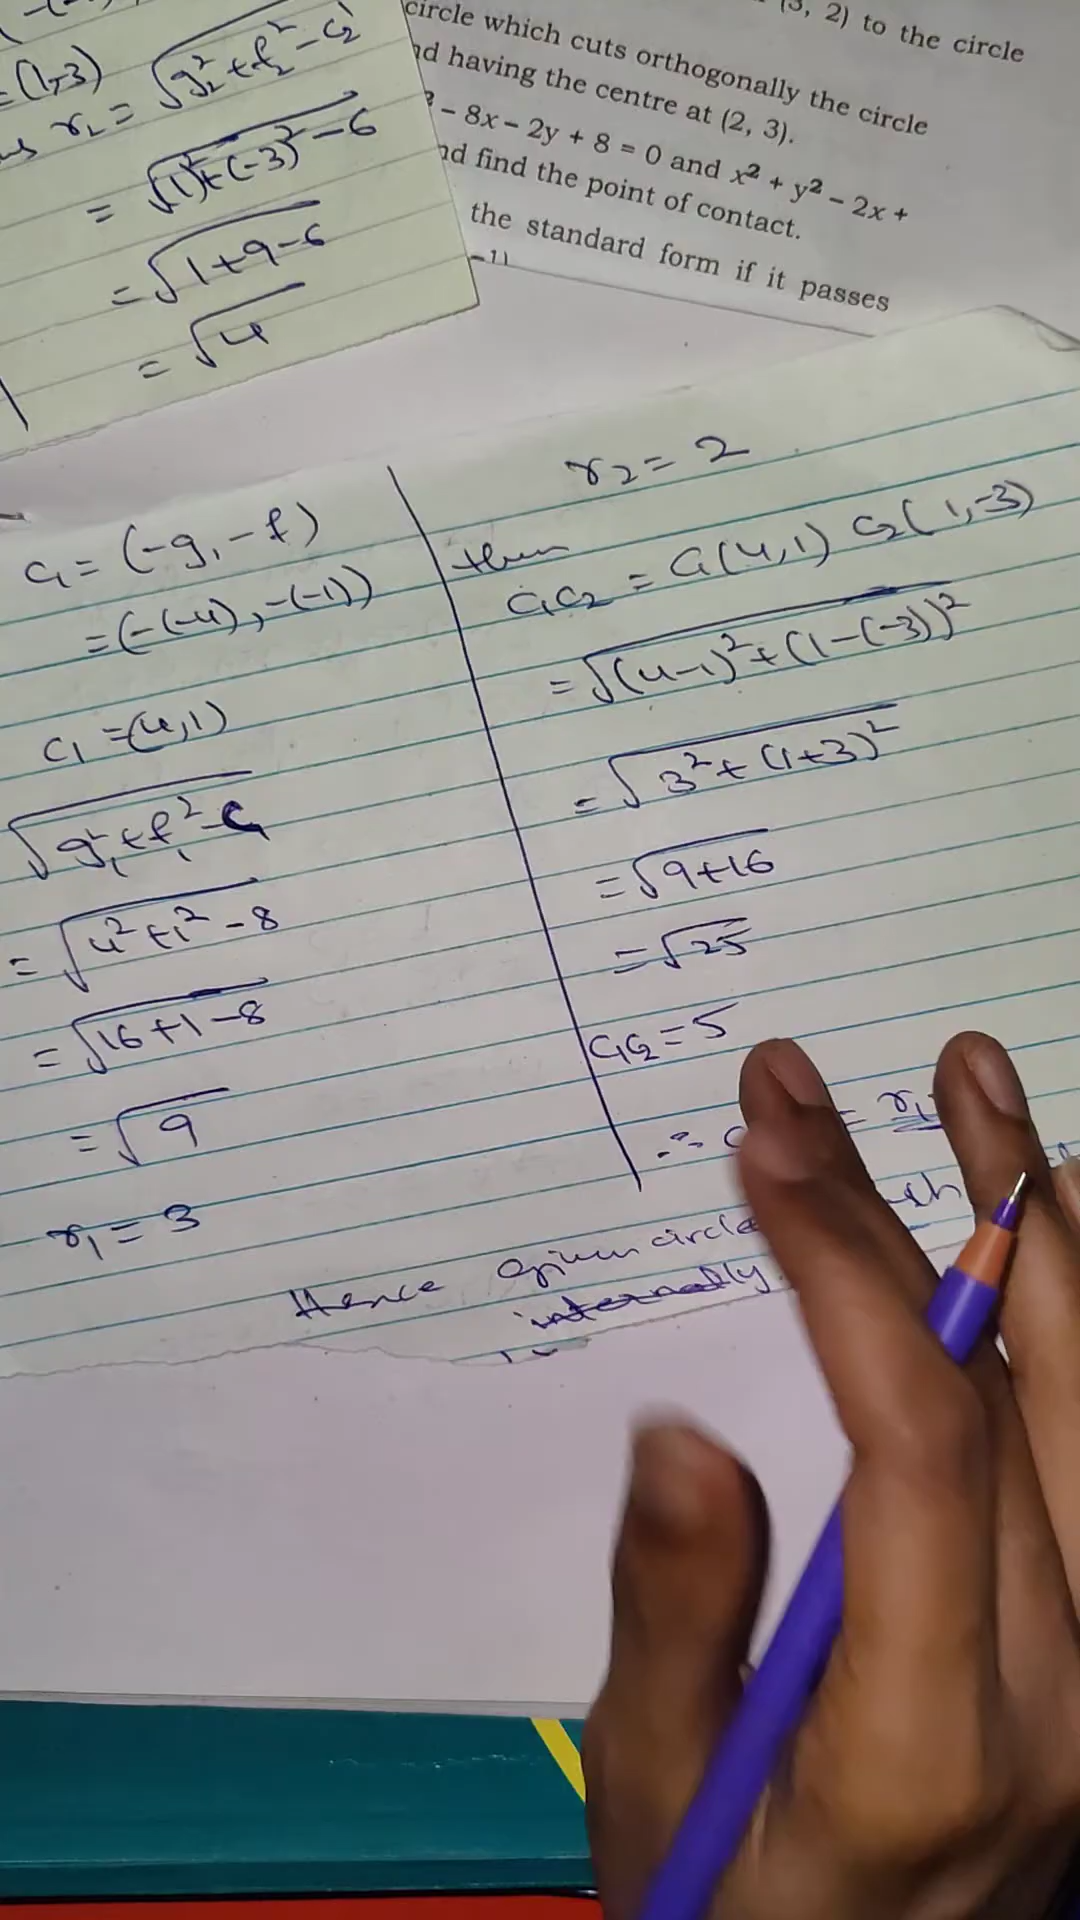 = (1,-3)
r2 = √g2² + f2² - c2
= √(1)² + (-3)² - 6
= √1+9-6
= √4
(3, 2) to the circle
circle which cuts orthogonally the circle
having the centre at (2, 3).
- 8x - 2y + 8 = 0 and x² + y² - 2x +
find the point of contact.
the standard form if it passes
-1)
C1 = (-g, -f)
= (-(-4), -(-1))
C1 = (4,1)
√g1² + f1² - C1
= √4² + 1² - 8
= √16+1-8
= √9
r1 = 3
r2 = 2
then
C1C2 = C1(4,1) C2(1,-3)
= √(4-1)² + (1-(-3))²
= √3² + (1+3)²
= √9+16
= √25
C1C2 = 5
∴ = r1
Hence given circle
internally